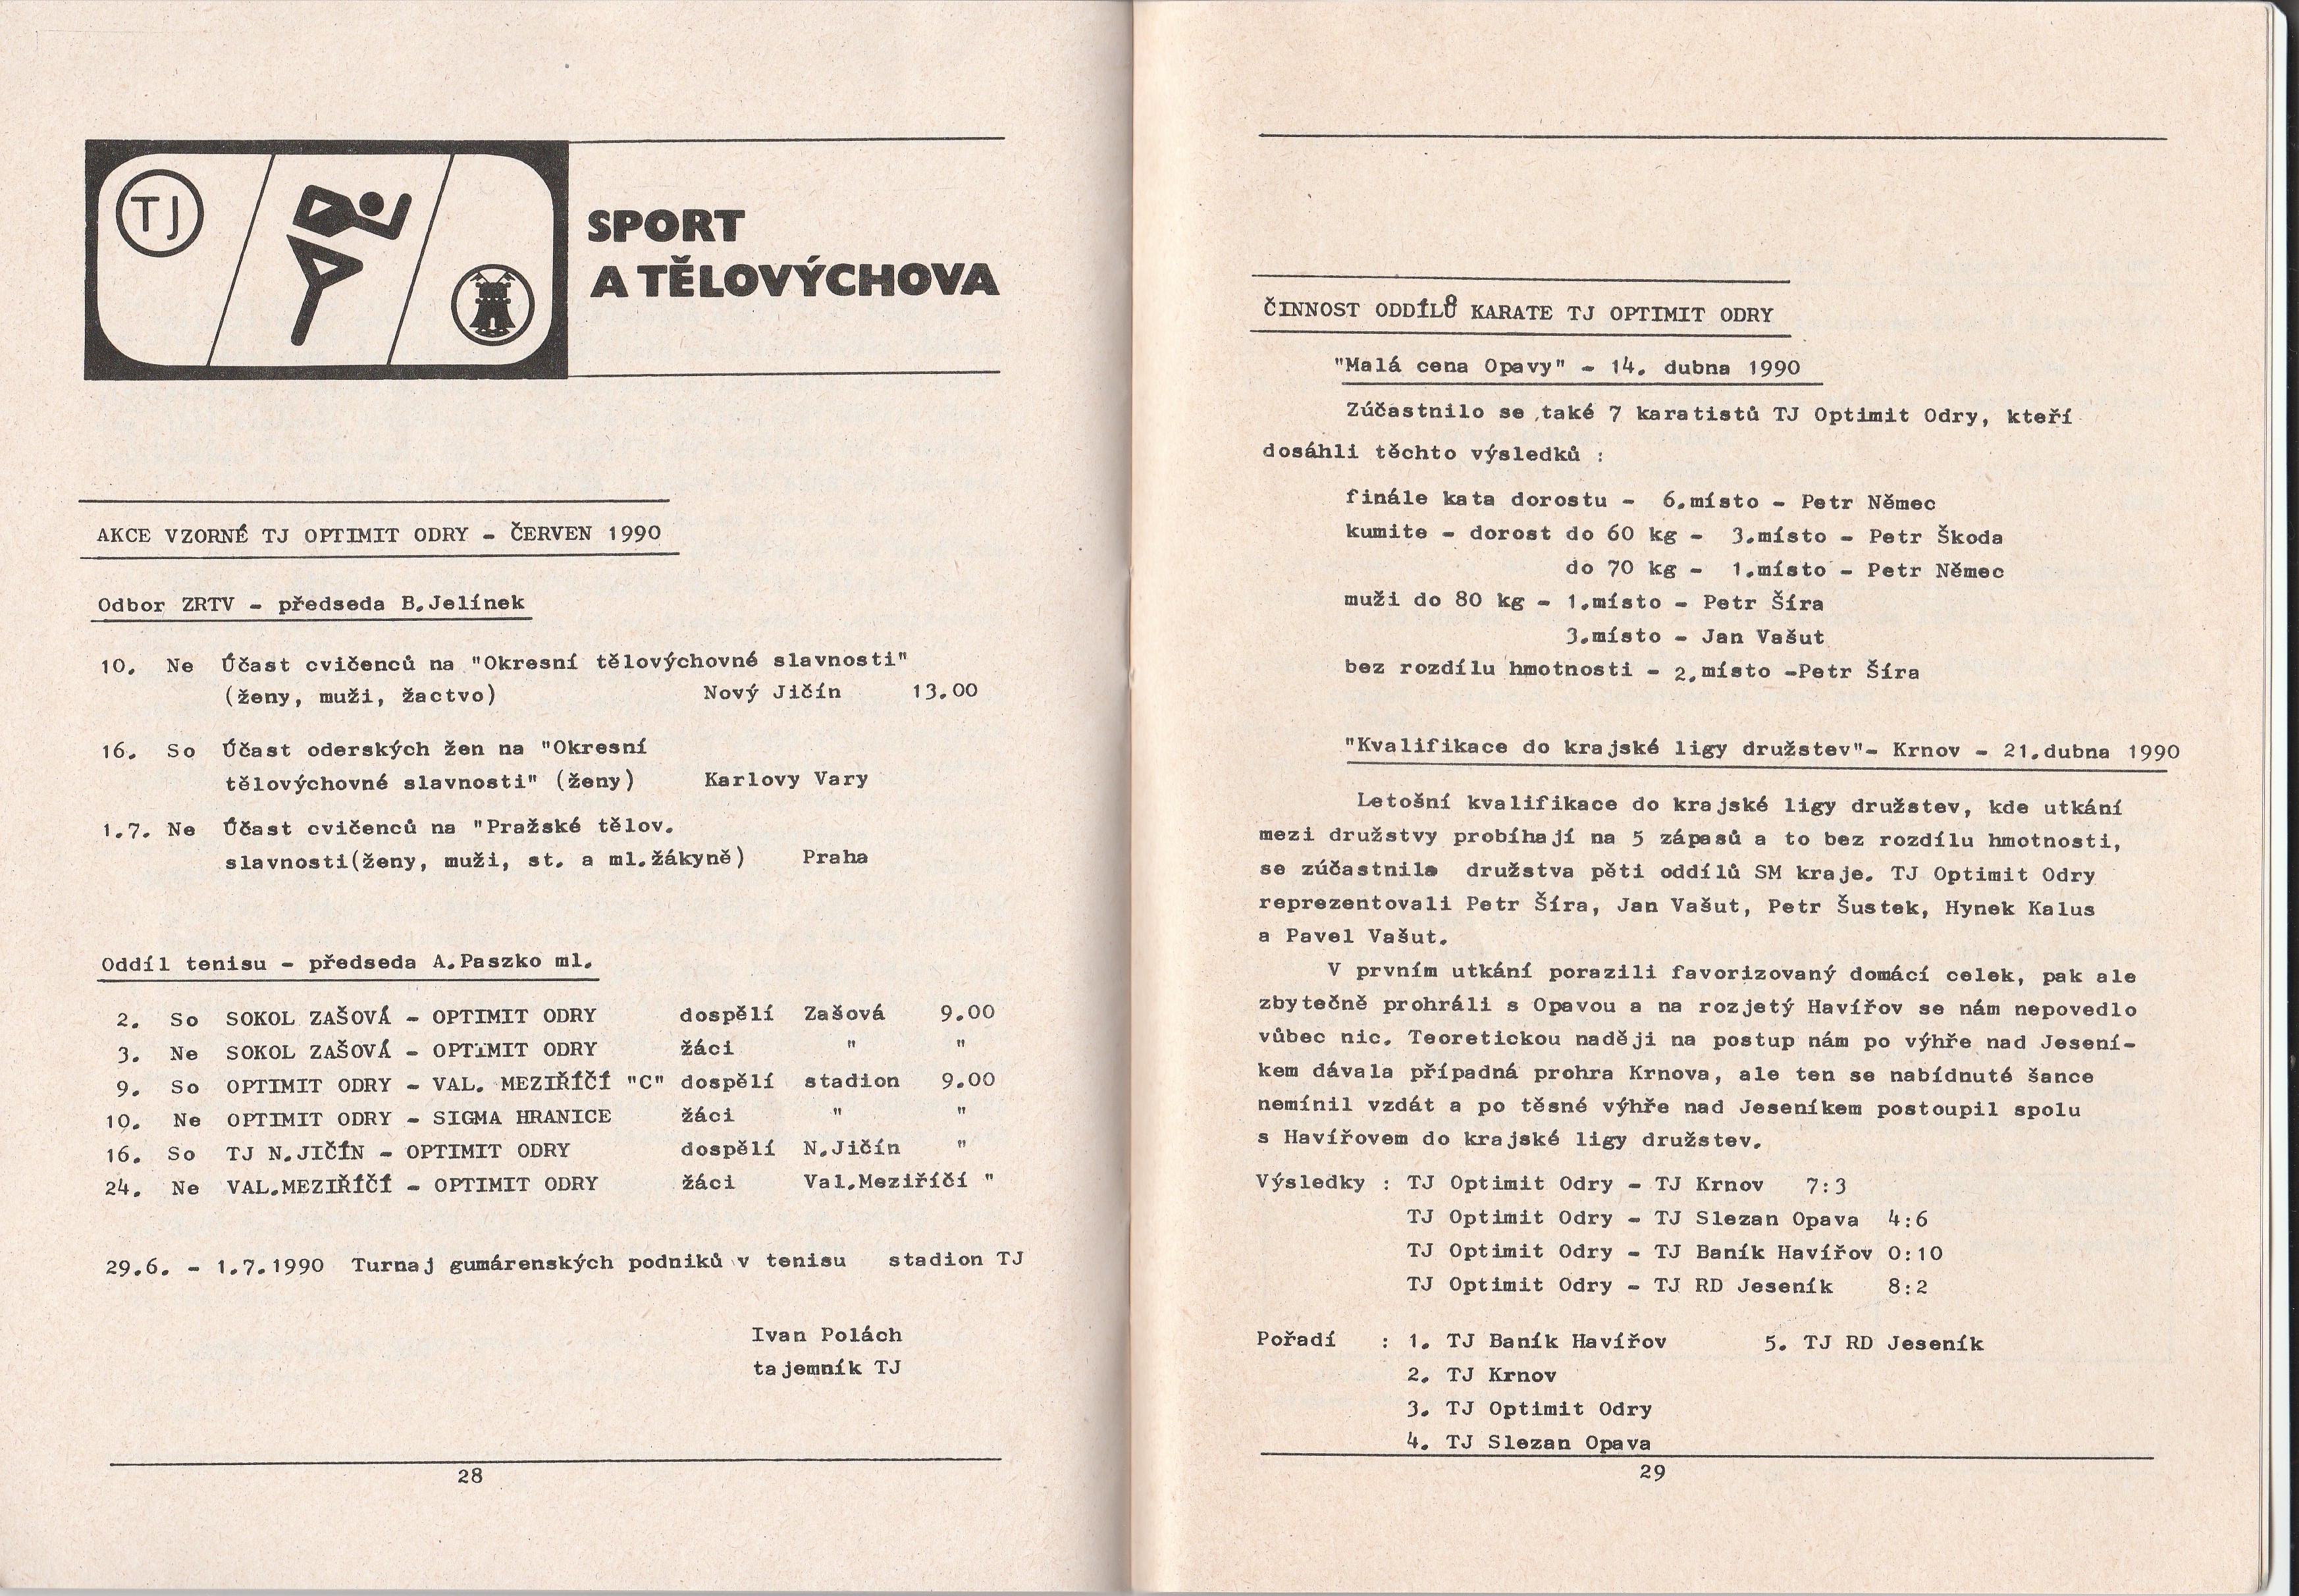 TJ
SPORT
A TĚLOVÝCHOVA
AKCE VZORNÉ TJ OPTIMIT ODRY - ČERVEN 1990
Odbor ZRTV - předseda B.Jelínek
10. Ne Účast cvičenců na "Okresní tělovýchovné slavnosti"
(ženy, muži, žactvo) Nový Jičín 13.00
16. So Účast oderských žen na "Okresní
tělovýchovné slavnosti" (ženy) Karlovy Vary
1.7. Ne Účast cvičenců na "Pražské tělov.
slavnosti(ženy, muži, st. a ml.žákyně) Praha
Oddíl tenisu - předseda A.Paszko ml.
2. So SOKOL ZAŠOVÁ - OPTIMIT ODRY dospělí Zašová 9.00
3. Ne SOKOL ZAŠOVÁ - OPTIMIT ODRY žáci " "
9. So OPTIMIT ODRY - VAL. MEZIŘÍČÍ "C" dospělí stadion 9.00
10. Ne OPTIMIT ODRY - SIGMA HRANICE žáci " "
16. So TJ N.JIČÍN - OPTIMIT ODRY dospělí N.Jičín "
24. Ne VAL.MEZIŘÍČÍ - OPTIMIT ODRY žáci Val.Meziříčí "
29.6. - 1.7.1990 Turnaj gumárenských podniků v tenisu stadion TJ
Ivan Polách
tajemník TJ
28
ČINNOST ODDÍLŮ KARATE TJ OPTIMIT ODRY
"Malá cena Opavy" - 14. dubna 1990
Zúčastnilo se také 7 karatistů TJ Optimit Odry, kteří
dosáhli těchto výsledků :
finále kata dorostu - 6.místo - Petr Němec
kumite - dorost do 60 kg - 3.místo - Petr Škoda
do 70 kg - 1.místo - Petr Němec
muži do 80 kg - 1.místo - Petr Šíra
3.místo - Jan Vašut
bez rozdílu hmotnosti - 2.místo -Petr Šíra
"Kvalifikace do krajské ligy družstev"- Krnov - 21.dubna 1990
Letošní kvalifikace do krajské ligy družstev, kde utkání
mezi družstvy probíhají na 5 zápasů a to bez rozdílu hmotnosti,
se zúčastnila družstva pěti oddílů SM kraje. TJ Optimit Odry
reprezentovali Petr Šíra, Jan Vašut, Petr Šustek, Hynek Kalus
a Pavel Vašut.
V prvním utkání porazili favorizovaný domácí celek, pak ale
zbytečně prohráli s Opavou a na rozjetý Havířov se nám nepovedlo
vůbec nic. Teoretickou naději na postup nám po výhře nad Jesení-
kem dávala případná prohra Krnova, ale ten se nabídnuté šance
nemínil vzdát a po těsné výhře nad Jeseníkem postoupil spolu
s Havířovem do krajské ligy družstev.
Výsledky : TJ Optimit Odry - TJ Krnov 7:3
TJ Optimit Odry - TJ Slezan Opava 4:6
TJ Optimit Odry - TJ Baník Havířov 0:10
TJ Optimit Odry - TJ RD Jeseník 8:2
Pořadí : 1. TJ Baník Havířov 5. TJ RD Jeseník
2. TJ Krnov
3. TJ Optimit Odry
4. TJ Slezan Opava
29